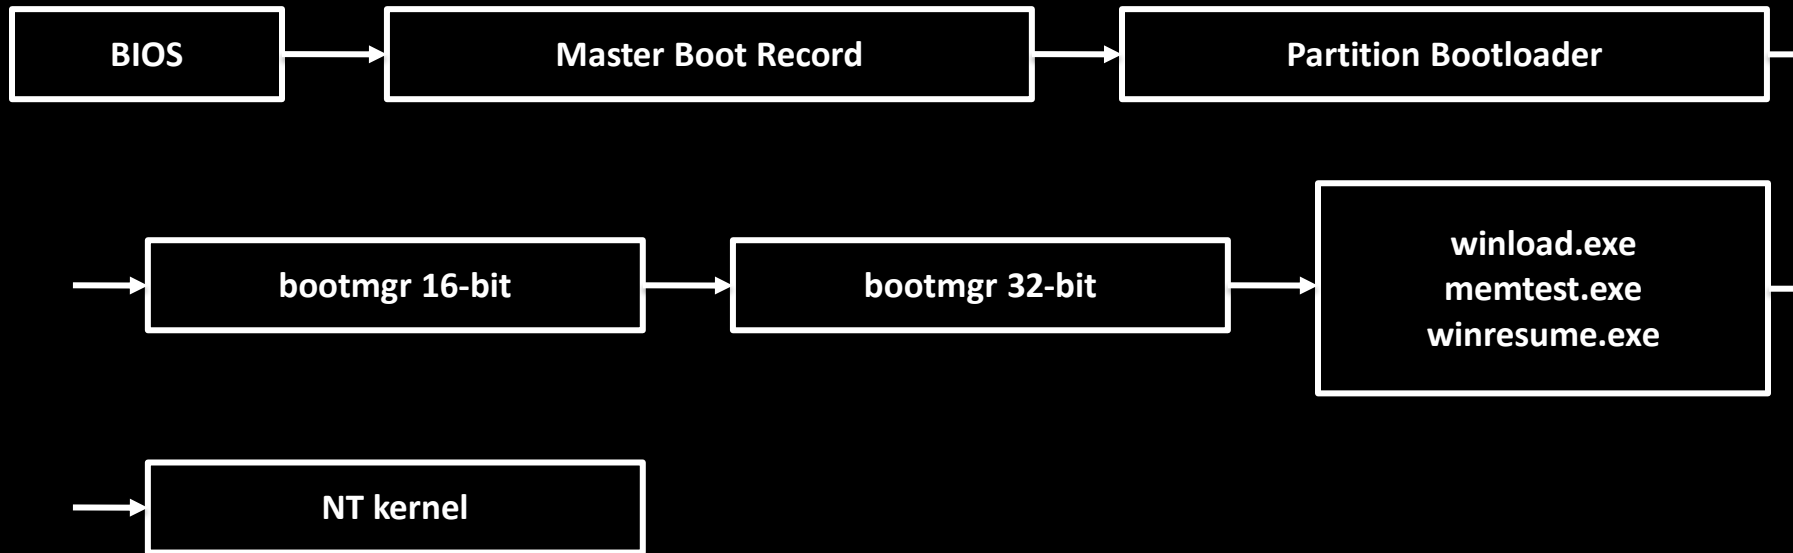 BIOS
Master Boot Record
Partition Bootloader
bootmgr 16-bit
bootmgr 32-bit
winload.exe
memtest.exe
winresume.exe
NT kernel